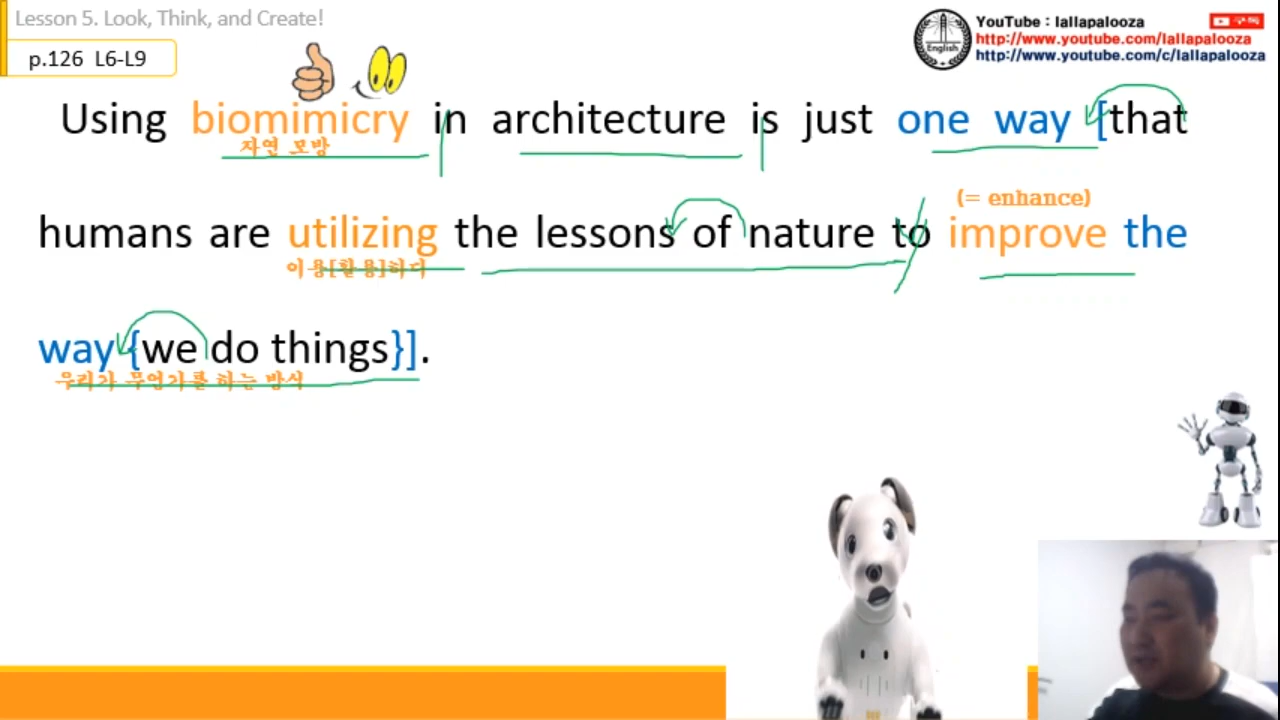 Lesson 5. Look, Think, and Create!
YouTube : lallapalooza
구독
http://www.youtube.com/lallapalooza
http://www.youtube.com/c/lallapalooza
English
p.126 L6-L9
Using biomimicry in architecture is just one way [that
자연 모방
(= enhance)
humans are utilizing the lessons of nature to improve the
이용[활용]하다
way {we do things}].
우리가 무언가를 하는 방식